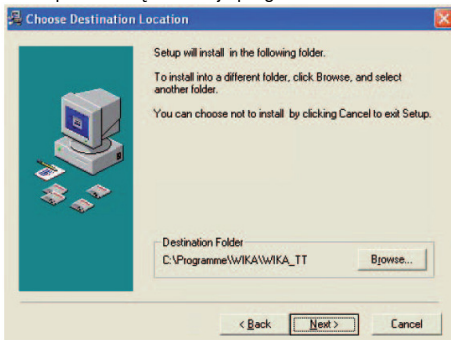 Choose Destination Location
Setup will install in the following folder.
To install into a different folder, click Browse, and select
another folder.
You can choose not to install by clicking Cancel to exit Setup.
Destination Folder
C:\Programme\WIKA\WIKA_TT
Browse...
< Back
Next >
Cancel